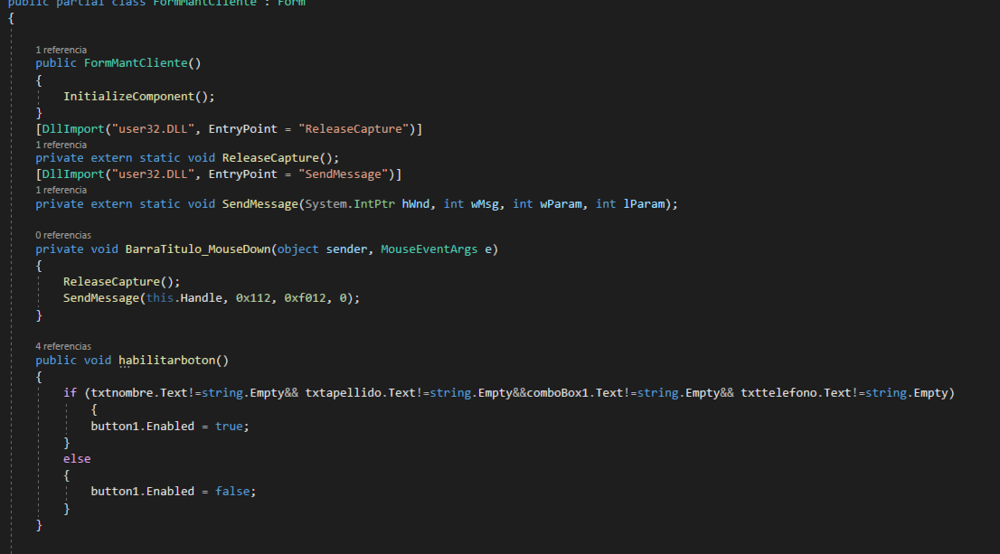 public partial class FormMantCliente : Form
{
1 referencia
public FormMantCliente()
{
InitializeComponent();
}
[DllImport("user32.DLL", EntryPoint = "ReleaseCapture")]
1 referencia
private extern static void ReleaseCapture();
[DllImport("user32.DLL", EntryPoint = "SendMessage")]
1 referencia
private extern static void SendMessage(System.IntPtr hWnd, int wMsg, int wParam, int lParam);
0 referencias
private void BarraTitulo_MouseDown(object sender, MouseEventArgs e)
{
ReleaseCapture();
SendMessage(this.Handle, 0x112, 0xf012, 0);
}
4 referencias
public void habilitarboton()
{
if (txtnombre.Text!=string.Empty&& txtapellido.Text!=string.Empty&&comboBox1.Text!=string.Empty&& txttelefono.Text!=string.Empty)
{
button1.Enabled = true;
}
else
{
button1.Enabled = false;
}
}